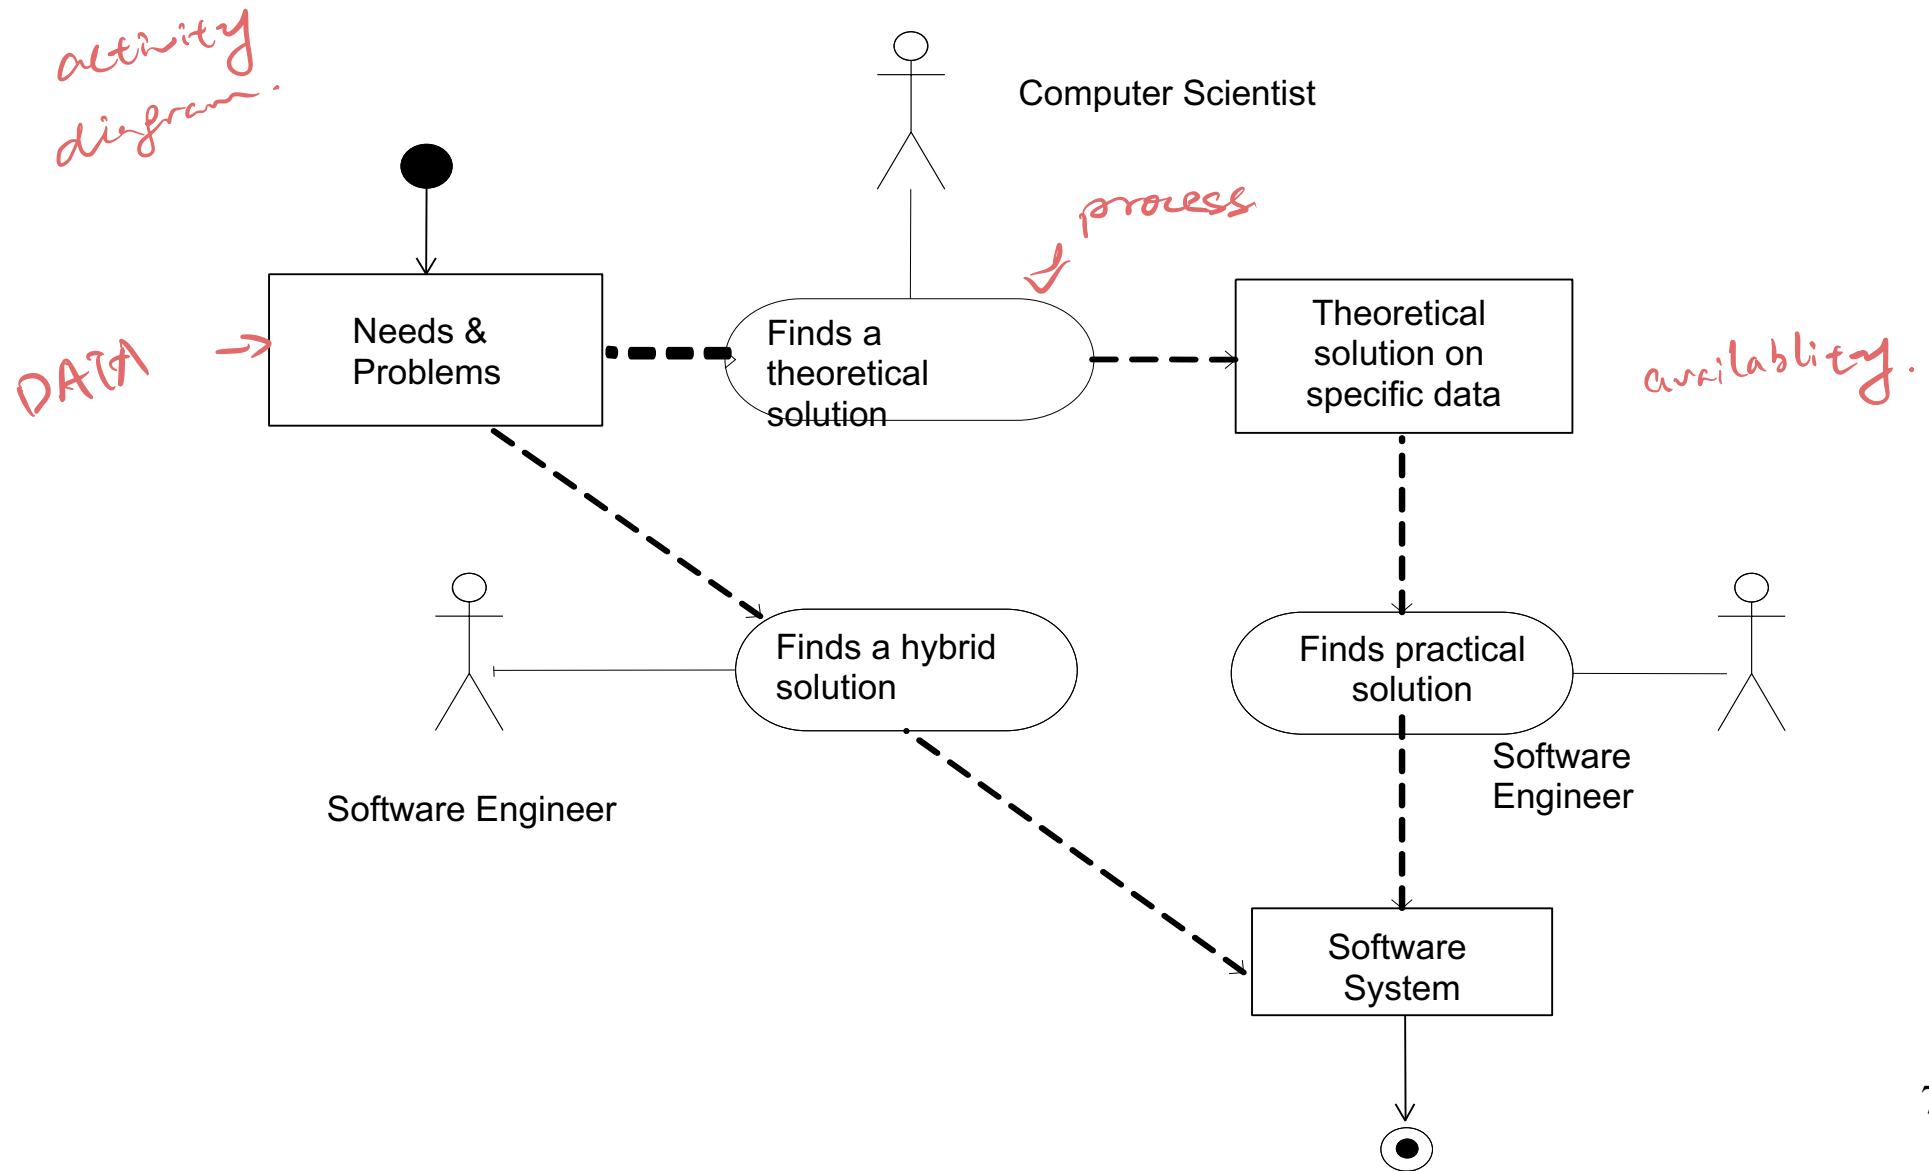 activity
diagram.
Computer Scientist
process
Needs &
Problems
Finds a
theoretical
solution
Theoretical
solution on
specific data
DATA
availablity.
Finds a hybrid
solution
Finds practical
solution
Software Engineer
Software
Engineer
Software
System